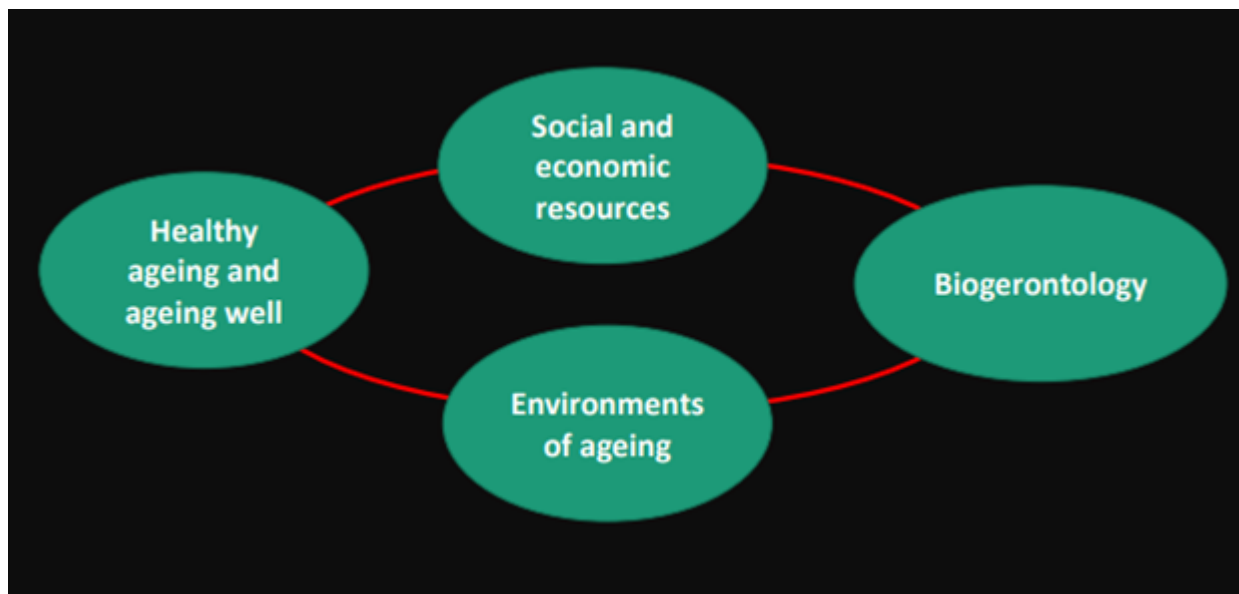 Social and
economic
resources
Healthy
ageing and
ageing well
Biogerontology
Environments
of ageing